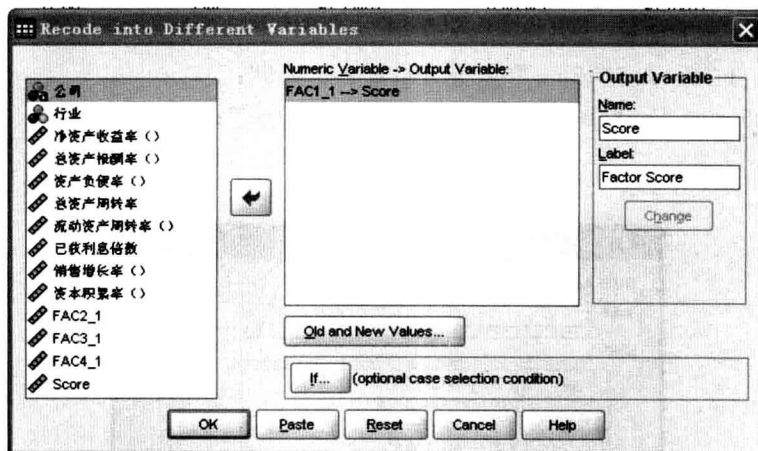 Recode into Different Variables
公司
行业
净资产收益率（）
总资产报酬率（）
资产负债率（）
总资产周转率
流动资产周转率（）
已获利息倍数
销售增长率（）
资本积累率（）
FAC2_1
FAC3_1
FAC4_1
Score
Numeric Variable -> Output Variable:
FAC1_1 --> Score
Output Variable
Name:
Score
Label:
Factor Score
Change
Old and New Values...
If... (optional case selection condition)
OK Paste Reset Cancel Help